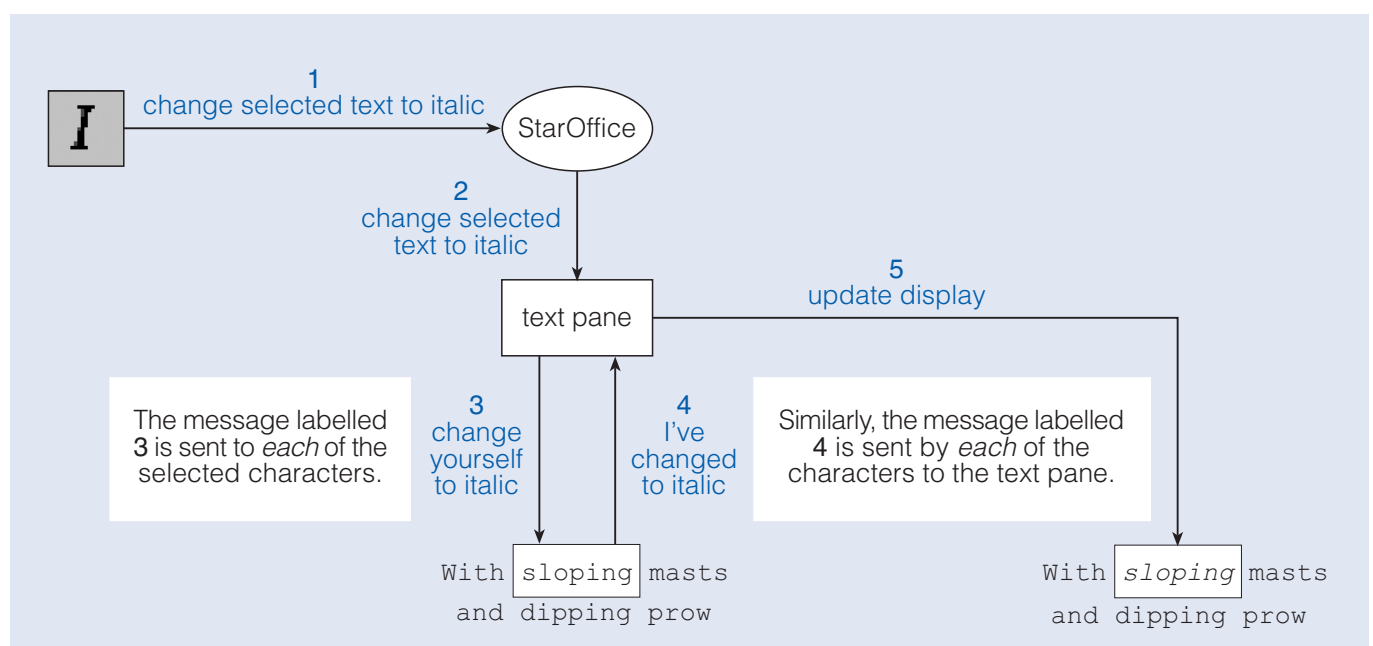 1
change selected text to italic
I
StarOffice
2
change selected
text to italic
5
update display
text pane
The message labelled
3 is sent to each of the
selected characters.
3
change
yourself
to italic
4
I've
changed
to italic
Similarly, the message labelled
4 is sent by each of the
characters to the text pane.
With sloping masts
and dipping prow
With sloping masts
and dipping prow